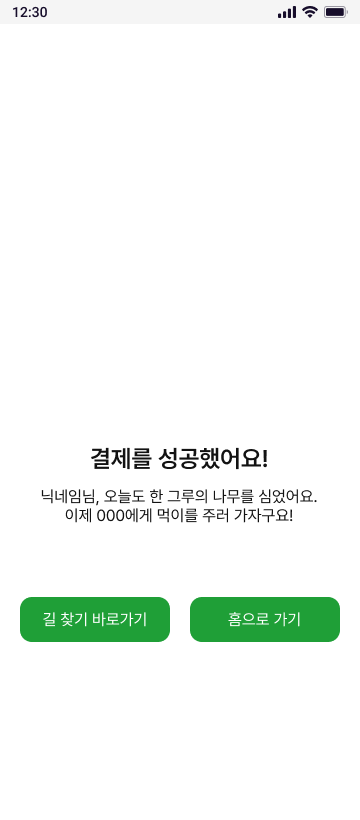 12:30
결제를 성공했어요!
닉네임님, 오늘도 한 그루의 나무를 심었어요.
이제 000에게 먹이를 주러 가자구요!
길 찾기 바로가기
홈으로 가기